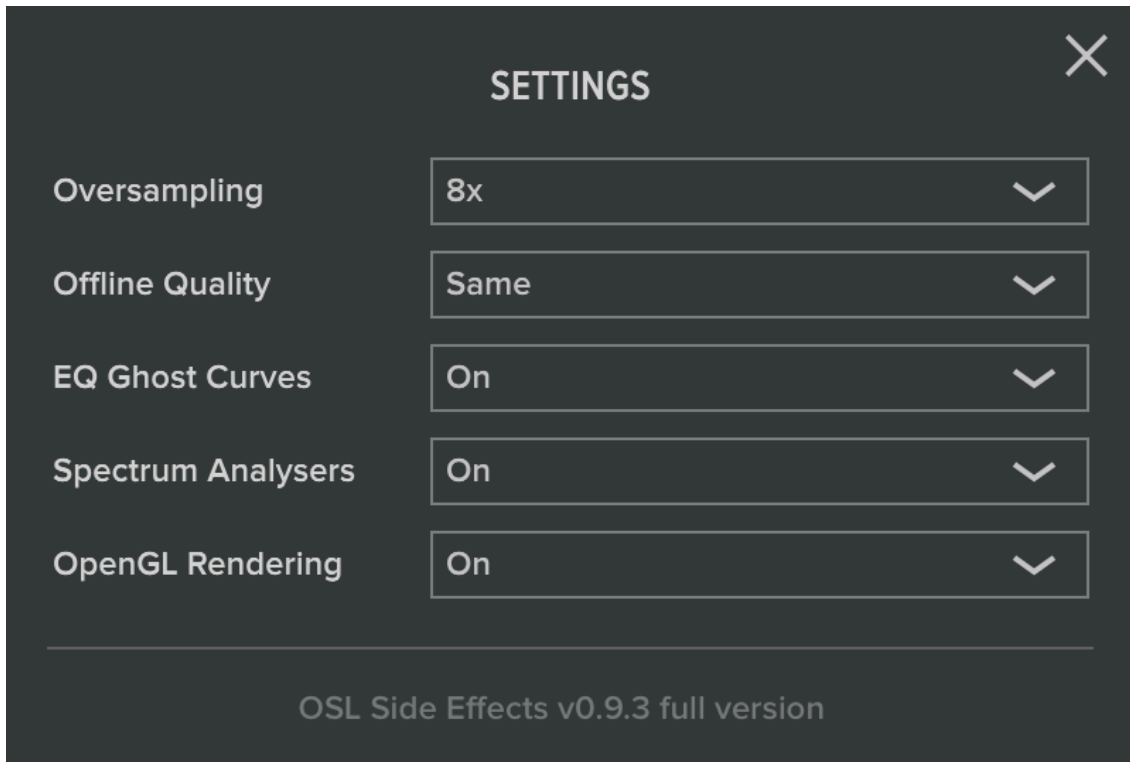 SETTINGS
Oversampling 8x
Offline Quality Same
EQ Ghost Curves On
Spectrum Analysers On
OpenGL Rendering On
OSL Side Effects v0.9.3 full version